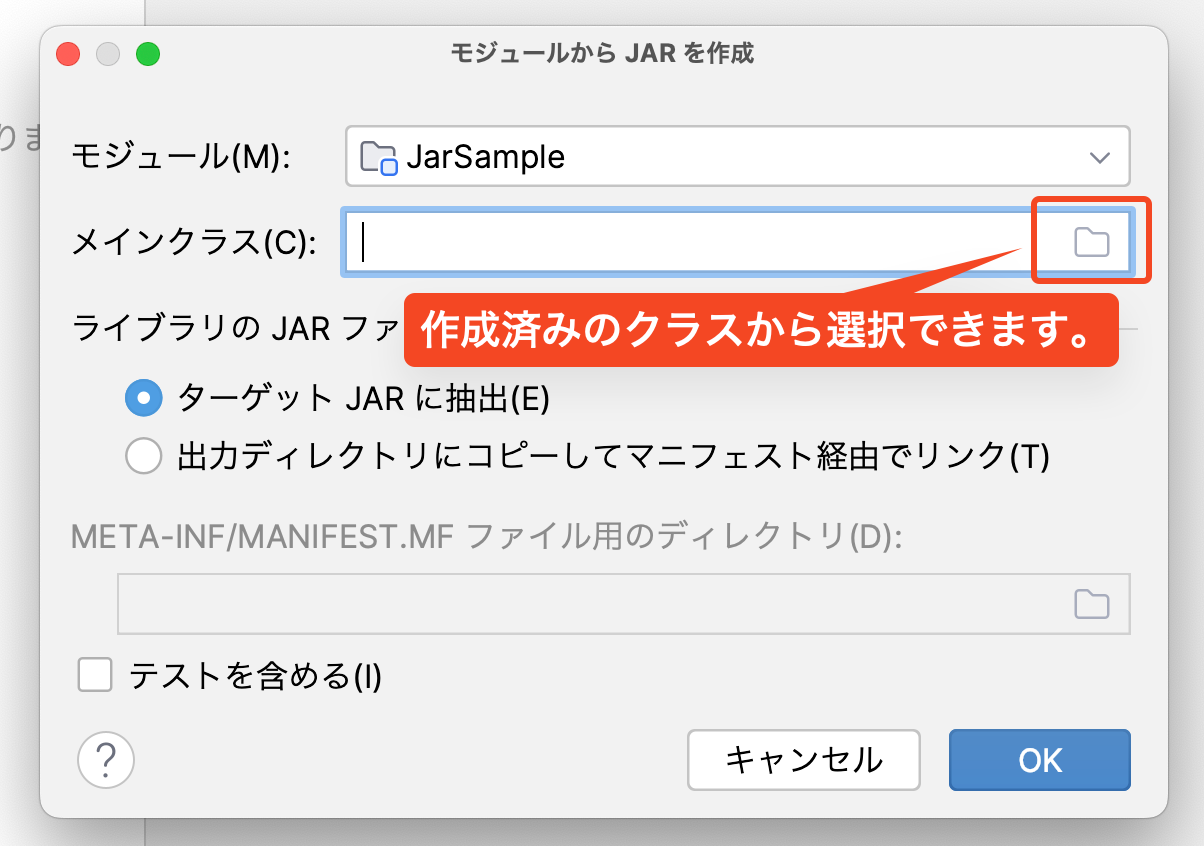 モジュールから JAR を作成
りま
モジュール(M):
JarSample
メインクラス(C):
ライブラリの JAR ファ
作成済みのクラスから選択できます。
ターゲット JAR に抽出(E)
出力ディレクトリにコピーしてマニフェスト経由でリンク(T)
META-INF/MANIFEST.MF ファイル用のディレクトリ(D):
テストを含める(I)
?
キャンセル
OK